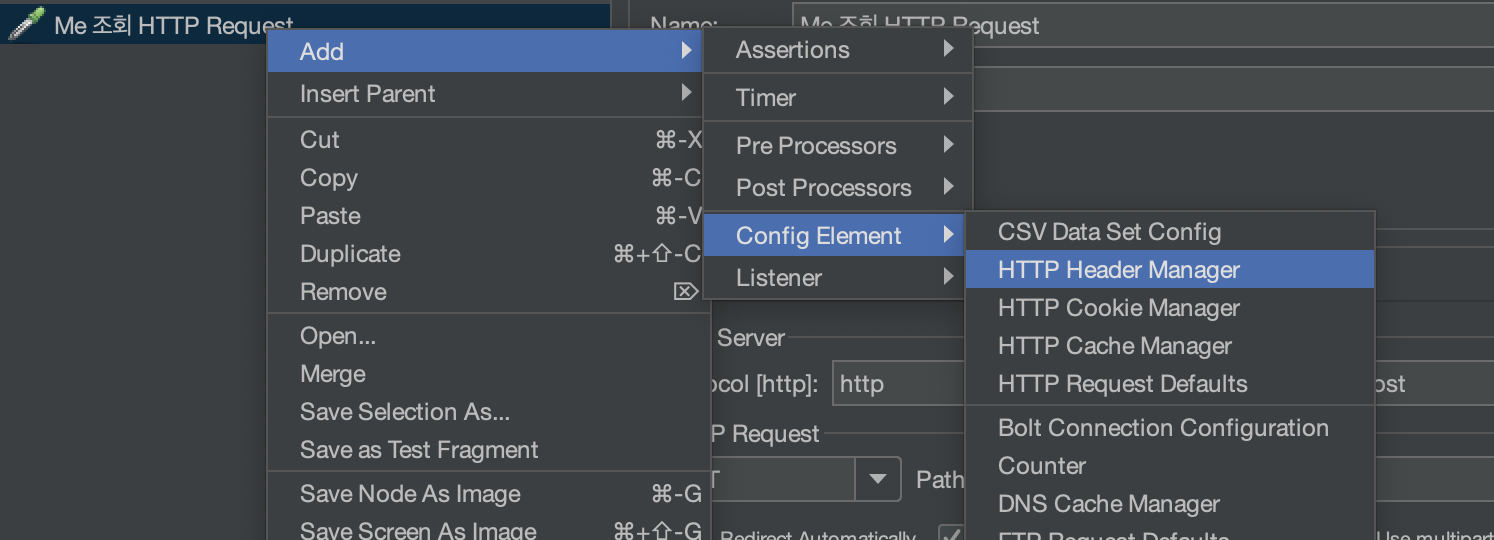 Me 조회 HTTP Request
Name:
Me 조회 HTTP Request
Add
Insert Parent
Cut ⌘-X
Copy ⌘-C
Paste ⌘-V
Duplicate ⌘+⇧-C
Remove ⌦
Open...
Merge
Save Selection As...
Save as Test Fragment
Save Node As Image ⌘-G
Save Screen As Image ⌘+⇧-G
Assertions
Timer
Pre Processors
Post Processors
Config Element
Listener
CSV Data Set Config
HTTP Header Manager
HTTP Cookie Manager
HTTP Cache Manager
HTTP Request Defaults
Bolt Connection Configuration
Counter
DNS Cache Manager
FTP Request Defaults
Server
ocol [http]: http
ost
P Request
T
Path
Redirect Automatically
Use multipart